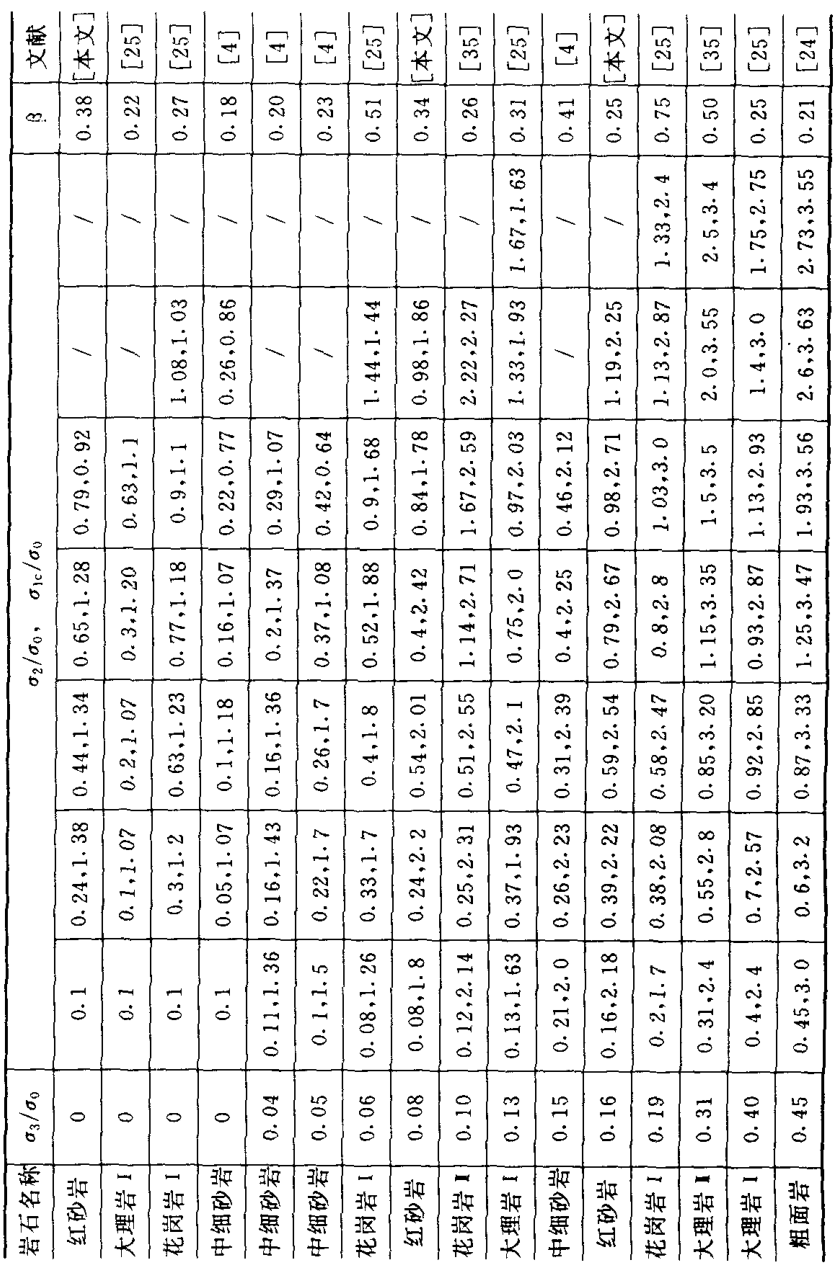 岩石名称 σ3/σ0 σ2/σ0, σ1c/σ0 β 文献
红砂岩 0 0.1 0.24,1.38 0.44,1.34 0.65,1.28 0.79,0.92 / / 0.38 [本文]
大理岩 I 0 0.1 0.1,1.07 0.2,1.07 0.3,1.20 0.63,1.1 / / 0.22 [25]
花岗岩 I 0 0.1 0.3,1.2 0.63,1.23 0.77,1.18 0.9,1.1 1.08,1.03 / 0.27 [25]
中细砂岩 0 0.1 0.05,1.07 0.1,1.18 0.16,1.07 0.22,0.77 0.26,0.86 / 0.18 [4]
中细砂岩 0.04 0.11,1.36 0.16,1.43 0.16,1.36 0.2,1.37 0.29,1.07 / / 0.20 [4]
中细砂岩 0.05 0.1,1.5 0.22,1.7 0.26,1.7 0.37,1.08 0.42,0.64 / / 0.23 [4]
花岗岩 I 0.06 0.08,1.26 0.33,1.7 0.4,1.8 0.52,1.88 0.9,1.68 1.44,1.44 / 0.51 [25]
红砂岩 0.08 0.08,1.8 0.24,2.2 0.54,2.01 0.4,2.42 0.84,1.78 0.98,1.86 / 0.34 [本文]
花岗岩 II 0.10 0.12,2.14 0.25,2.31 0.51,2.55 1.14,2.71 1.67,2.59 2.22,2.27 / 0.26 [35]
大理岩 I 0.13 0.13,1.63 0.37,1.93 0.47,2.1 0.75,2.0 0.97,2.03 1.33,1.93 1.67,1.63 0.31 [25]
中细砂岩 0.15 0.21,2.0 0.26,2.23 0.31,2.39 0.4,2.25 0.46,2.12 / / 0.41 [4]
红砂岩 0.16 0.16,2.18 0.39,2.22 0.59,2.54 0.79,2.67 0.98,2.71 1.19,2.25 / 0.25 [本文]
花岗岩 I 0.19 0.2,1.7 0.38,2.08 0.58,2.47 0.8,2.8 1.03,3.0 1.13,2.87 1.33,2.4 0.75 [25]
大理岩 II 0.31 0.31,2.4 0.55,2.8 0.85,3.20 1.15,3.35 1.5,3.5 2.0,3.55 2.5,3.4 0.50 [35]
大理岩 I 0.40 0.4,2.4 0.7,2.57 0.92,2.85 0.93,2.87 1.13,2.93 1.4,3.0 1.75,2.75 0.25 [25]
粗面岩 0.45 0.45,3.0 0.6,3.2 0.87,3.33 1.25,3.47 1.93,3.56 2.6,3.63 2.73,3.55 0.21 [24]